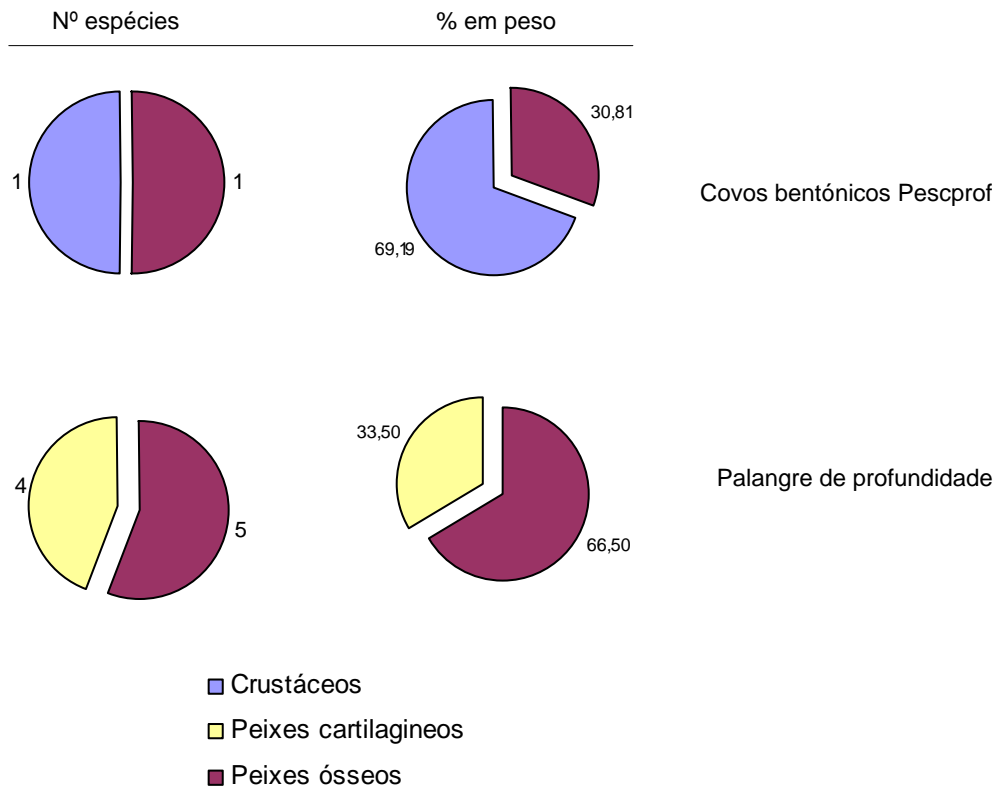 Nº espécies
% em peso
1
1
30,81
69,19
Covos bentónicos Pescprof
4
5
33,50
66,50
Palangre de profundidade
Crustáceos
Peixes cartilagineos
Peixes ósseos